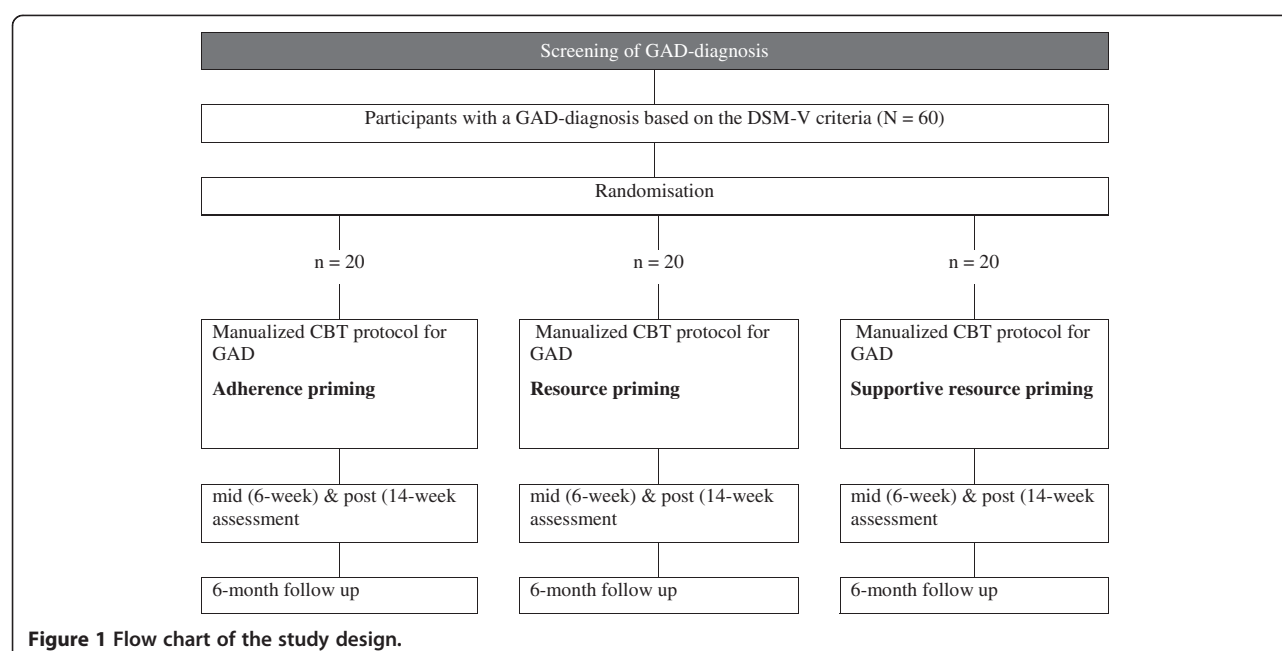 Screening of GAD-diagnosis
Participants with a GAD-diagnosis based on the DSM-V criteria (N = 60)
Randomisation
n = 20
n = 20
n = 20
Manualized CBT protocol for
GAD
Adherence priming
Manualized CBT protocol for
GAD
Resource priming
Manualized CBT protocol for
GAD
Supportive resource priming
mid (6-week) & post (14-week
assessment
mid (6-week) & post (14-week
assessment
mid (6-week) & post (14-week
assessment
6-month follow up
6-month follow up
6-month follow up
Figure 1 Flow chart of the study design.